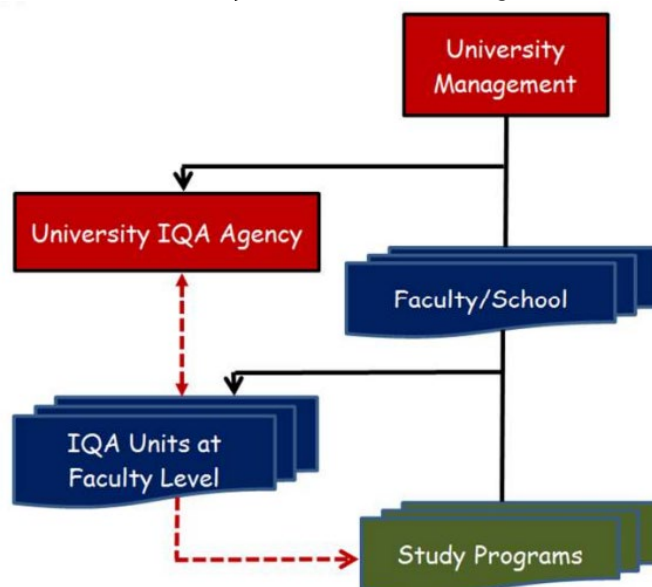 University
Management
University IQA Agency
Faculty/School
IQA Units at
Faculty Level
Study Programs